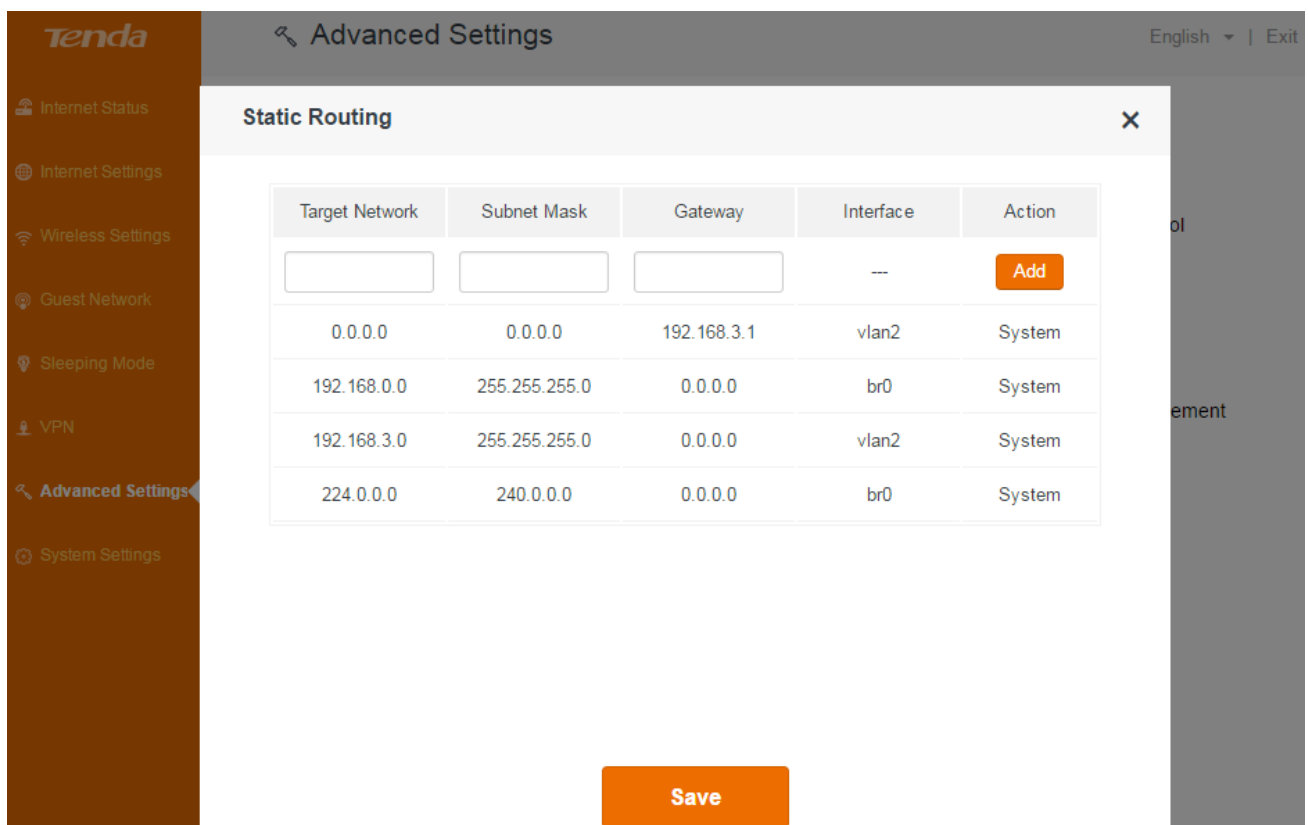 Tenda
Advanced Settings
English | Exit
Internet Status
Internet Settings
Wireless Settings
Guest Network
Sleeping Mode
VPN
Advanced Settings
System Settings
Static Routing ×
Target Network Subnet Mask Gateway Interface Action
--- Add
0.0.0.0 0.0.0.0 192.168.3.1 vlan2 System
192.168.0.0 255.255.255.0 0.0.0.0 br0 System
192.168.3.0 255.255.255.0 0.0.0.0 vlan2 System
224.0.0.0 240.0.0.0 0.0.0.0 br0 System
Save
ol
ement